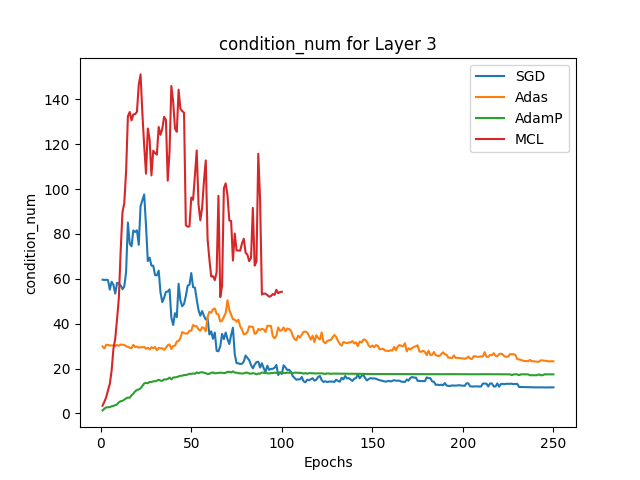 condition_num for Layer 3
SGD
Adas
AdamP
MCL
condition_num
140
120
100
80
60
40
20
0
0 50 100 150 200 250
Epochs